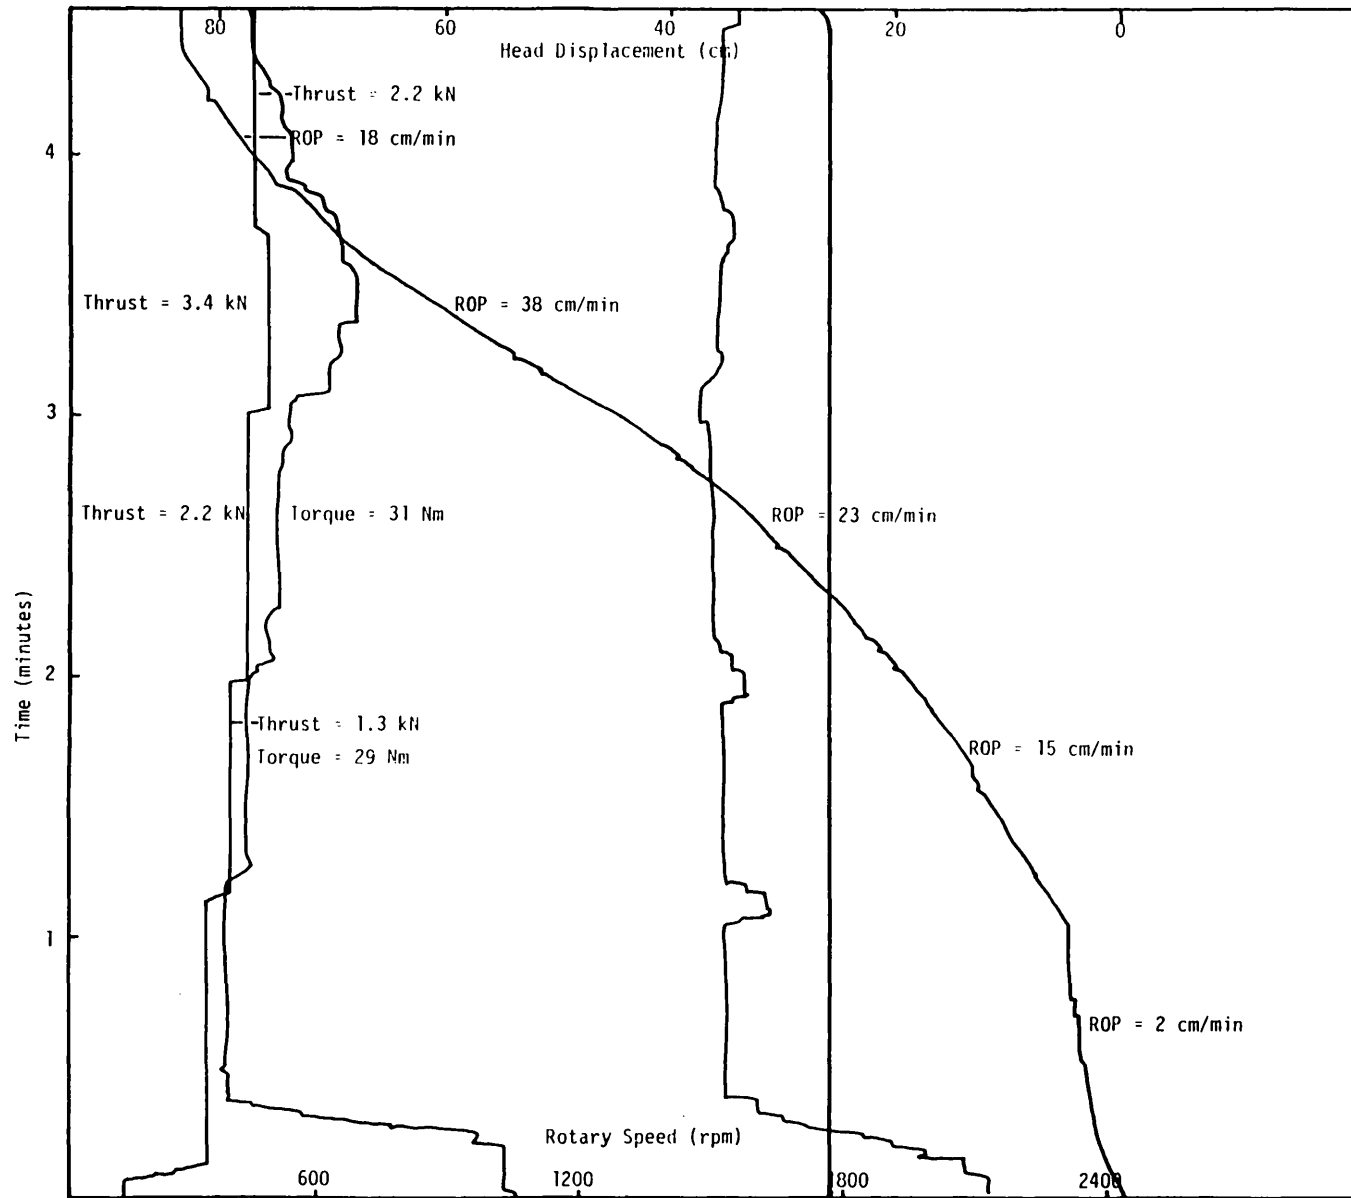 80 60 40 20 0
Head Displacement (cm)
Thrust = 2.2 kN
ROP = 18 cm/min
4
Thrust = 3.4 kN
ROP = 38 cm/min
3
Thrust = 2.2 kN
Torque = 31 Nm
ROP = 23 cm/min
Time (minutes)
2
Thrust = 1.3 kN
ROP = 15 cm/min
Torque = 29 Nm
1
ROP = 2 cm/min
Rotary Speed (rpm)
600 1200 1800 2400